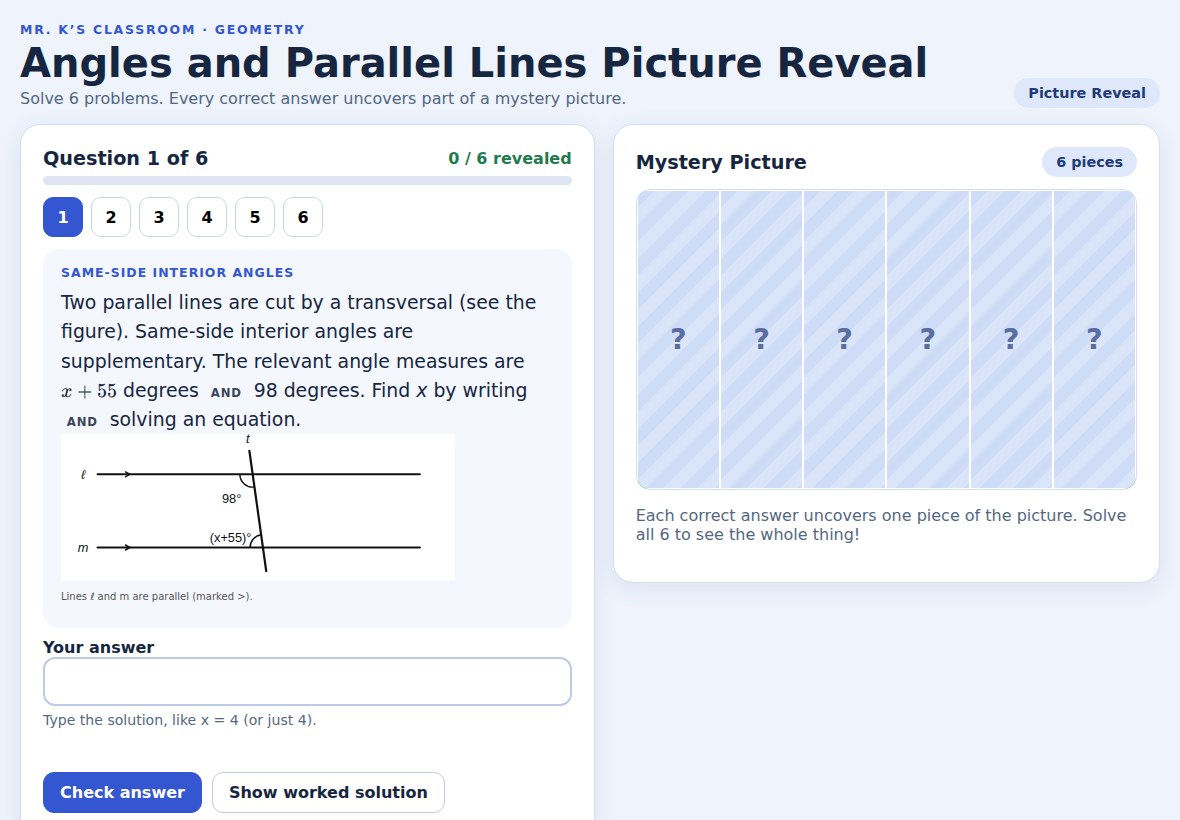 MR. K’S CLASSROOM · GEOMETRY
Angles and Parallel Lines Picture Reveal
Solve 6 problems. Every correct answer uncovers part of a mystery picture.
Picture Reveal
Question 1 of 6
0 / 6 revealed
1 2 3 4 5 6
SAME-SIDE INTERIOR ANGLES
Two parallel lines are cut by a transversal (see the
figure). Same-side interior angles are
supplementary. The relevant angle measures are
x + 55 degrees AND 98 degrees. Find x by writing
AND solving an equation.
t
ℓ
98°
(x+55)°
m
Lines ℓ and m are parallel (marked >).
Your answer
Type the solution, like x = 4 (or just 4).
Check answer
Show worked solution
Mystery Picture
6 pieces
? ? ? ? ? ?
Each correct answer uncovers one piece of the picture. Solve
all 6 to see the whole thing!